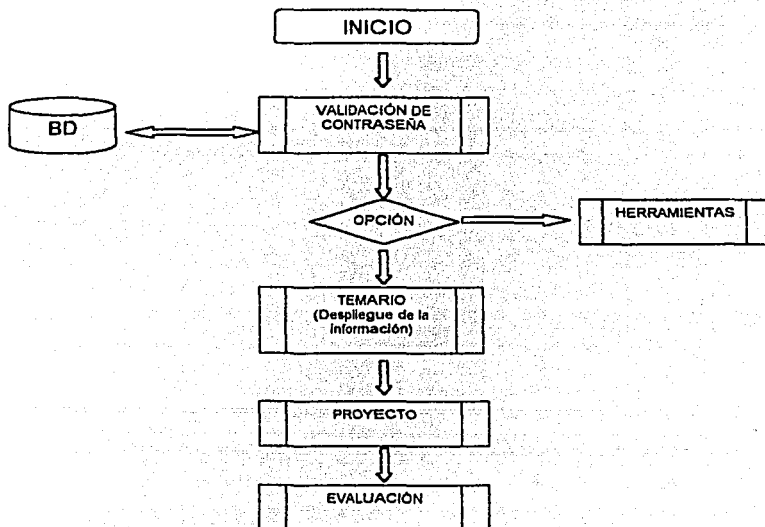 INICIO
BD
VALIDACIÓN DE
CONTRASEÑA
OPCIÓN
HERRAMIENTAS
TEMARIO
(Despliegue de la
información)
PROYECTO
EVALUACIÓN